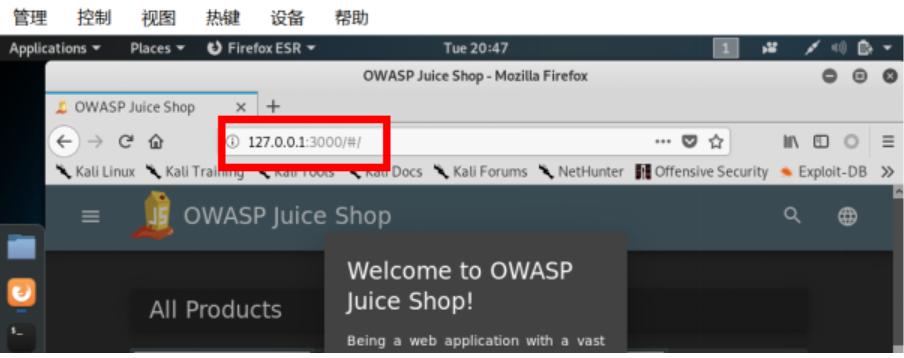 管理 控制 视图 热键 设备 帮助
Applications Places Firefox ESR Tue 20:47 1
OWASP Juice Shop - Mozilla Firefox
OWASP Juice Shop
127.0.0.1:3000/#/
Kali Linux Kali Training Kali Tools Kali Docs Kali Forums NetHunter Offensive Security Exploit-DB
OWASP Juice Shop
Welcome to OWASP
Juice Shop!
All Products
Being a web application with a vast